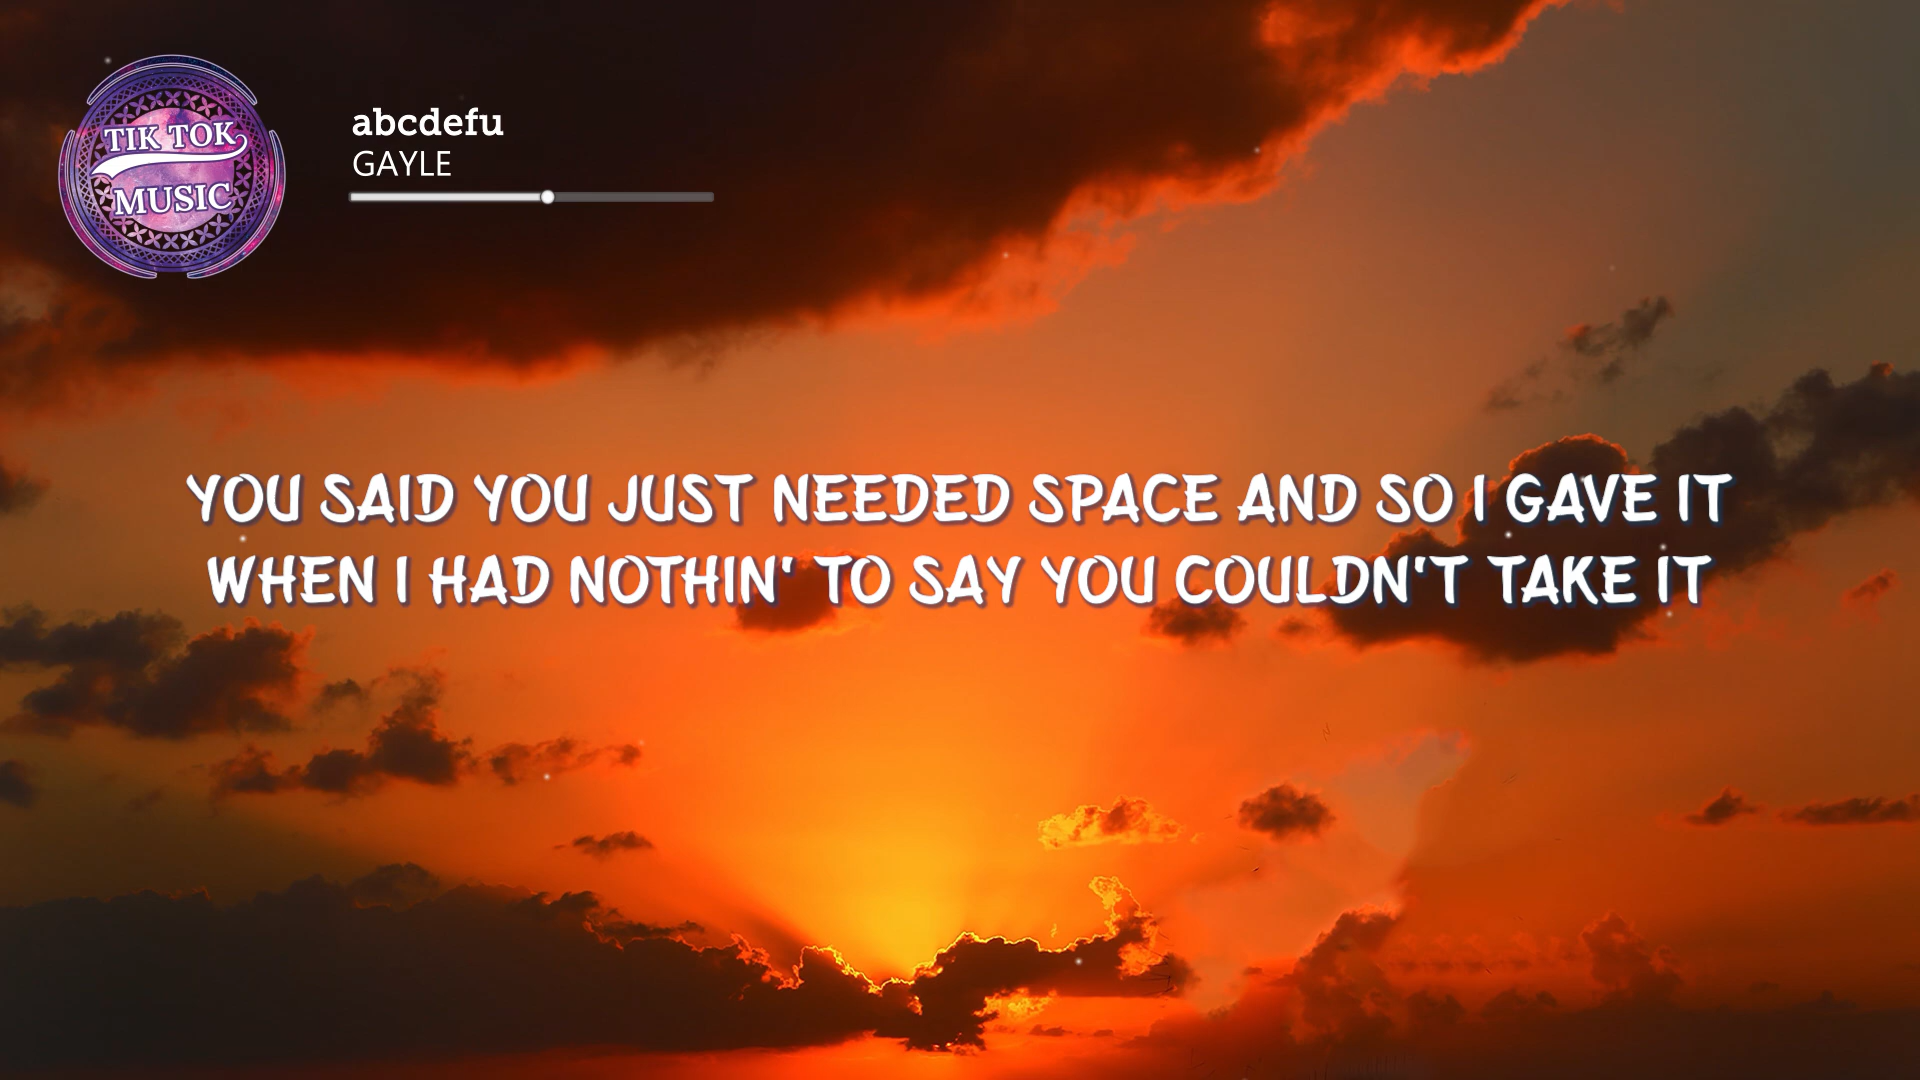 TIK TOK
MUSIC
abcdefu
GAYLE
YOU SAID YOU JUST NEEDED SPACE AND SO I GAVE IT
WHEN I HAD NOTHIN' TO SAY YOU COULDN'T TAKE IT